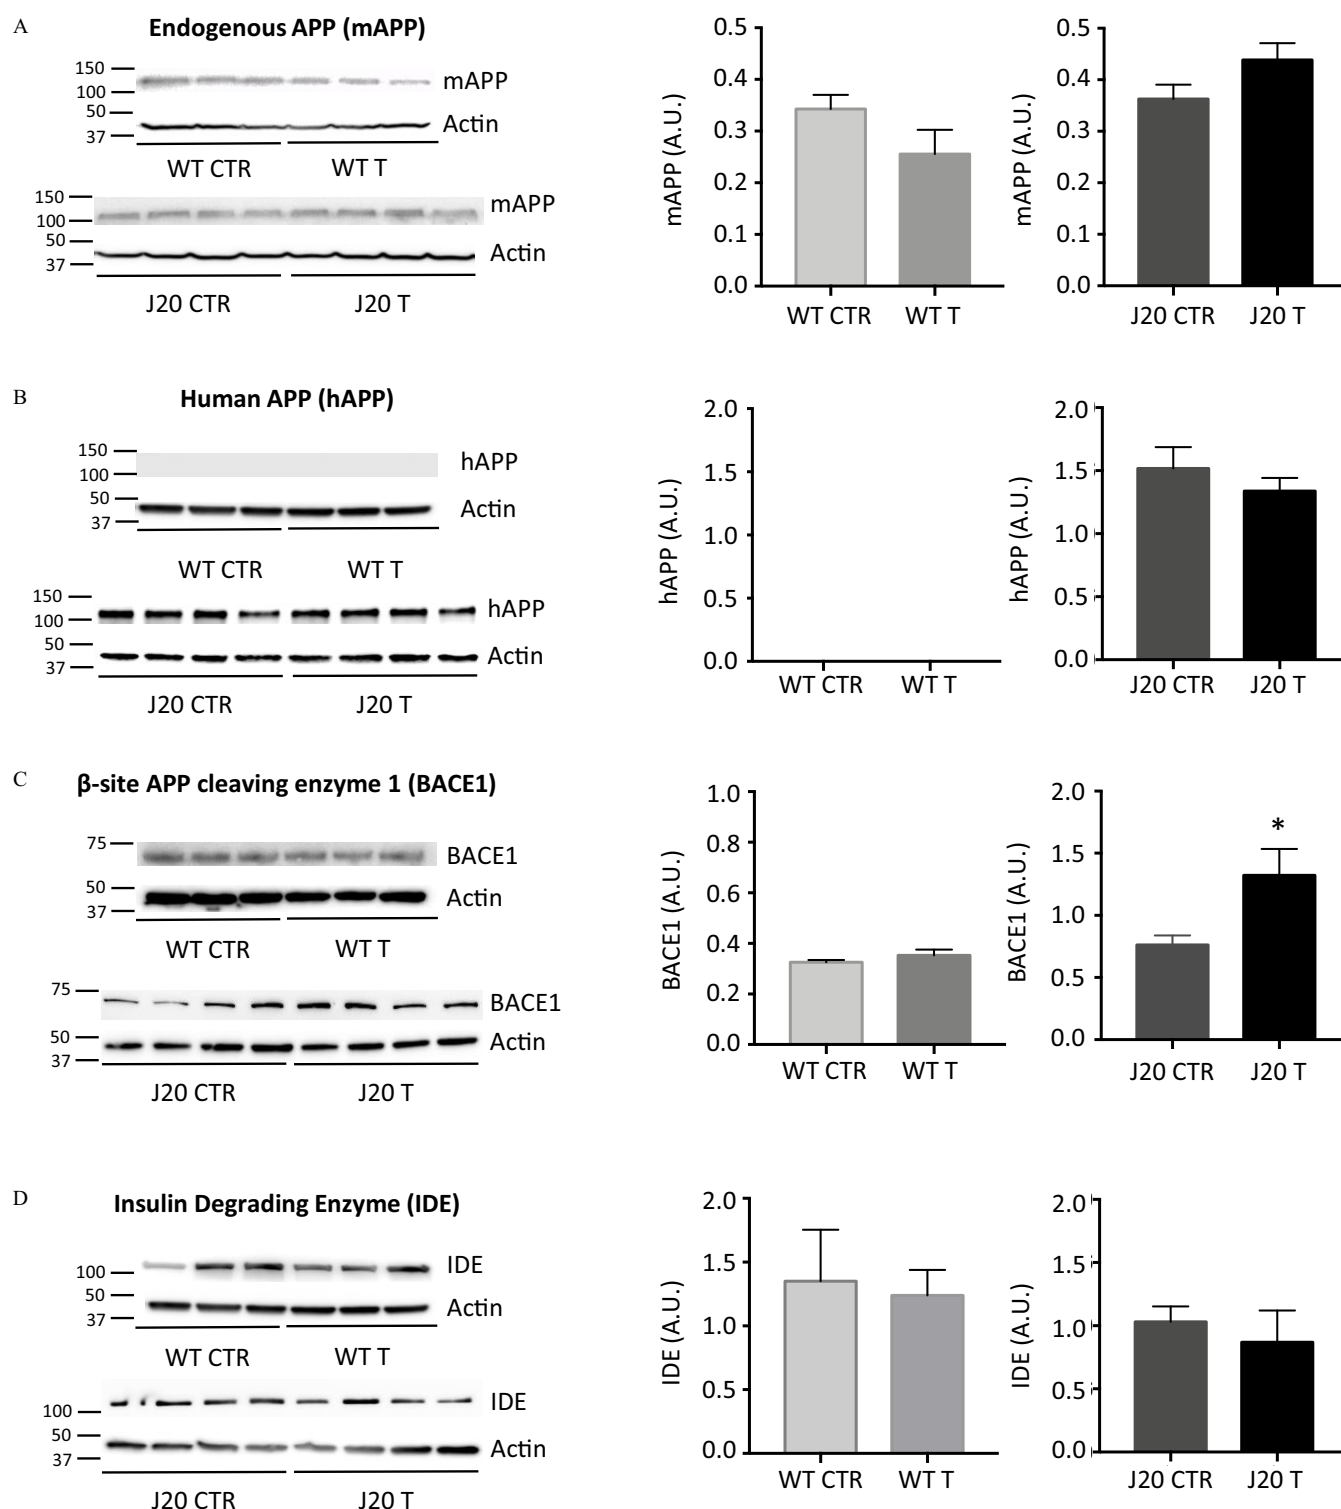 A
Endogenous APP (mAPP)
150
100
mAPP
50
37
Actin
WT CTR WT T
150
100
mAPP
50
37
Actin
J20 CTR J20 T
mAPP (A.U.)
0.5
0.4
0.3
0.2
0.1
0.0
WT CTR WT T
mAPP (A.U.)
0.5
0.4
0.3
0.2
0.1
0.0
J20 CTR J20 T
B
Human APP (hAPP)
150
100
hAPP
50
37
Actin
WT CTR WT T
150
100
hAPP
50
37
Actin
J20 CTR J20 T
hAPP (A.U.)
2.0
1.5
1.0
0.5
0.0
WT CTR WT T
hAPP (A.U.)
2.0
1.5
1.0
0.5
0.0
J20 CTR J20 T
C
β-site APP cleaving enzyme 1 (BACE1)
75
BACE1
50
37
Actin
WT CTR WT T
75
BACE1
50
37
Actin
J20 CTR J20 T
BACE1 (A.U.)
1.0
0.8
0.6
0.4
0.2
0.0
WT CTR WT T
BACE1 (A.U.)
2.0
1.5
1.0
0.5
0.0
*
J20 CTR J20 T
D
Insulin Degrading Enzyme (IDE)
100
IDE
50
37
Actin
WT CTR WT T
100
IDE
50
37
Actin
J20 CTR J20 T
IDE (A.U.)
2.0
1.5
1.0
0.5
0.0
WT CTR WT T
IDE (A.U.)
2.0
1.5
1.0
0.5
0.0
J20 CTR J20 T